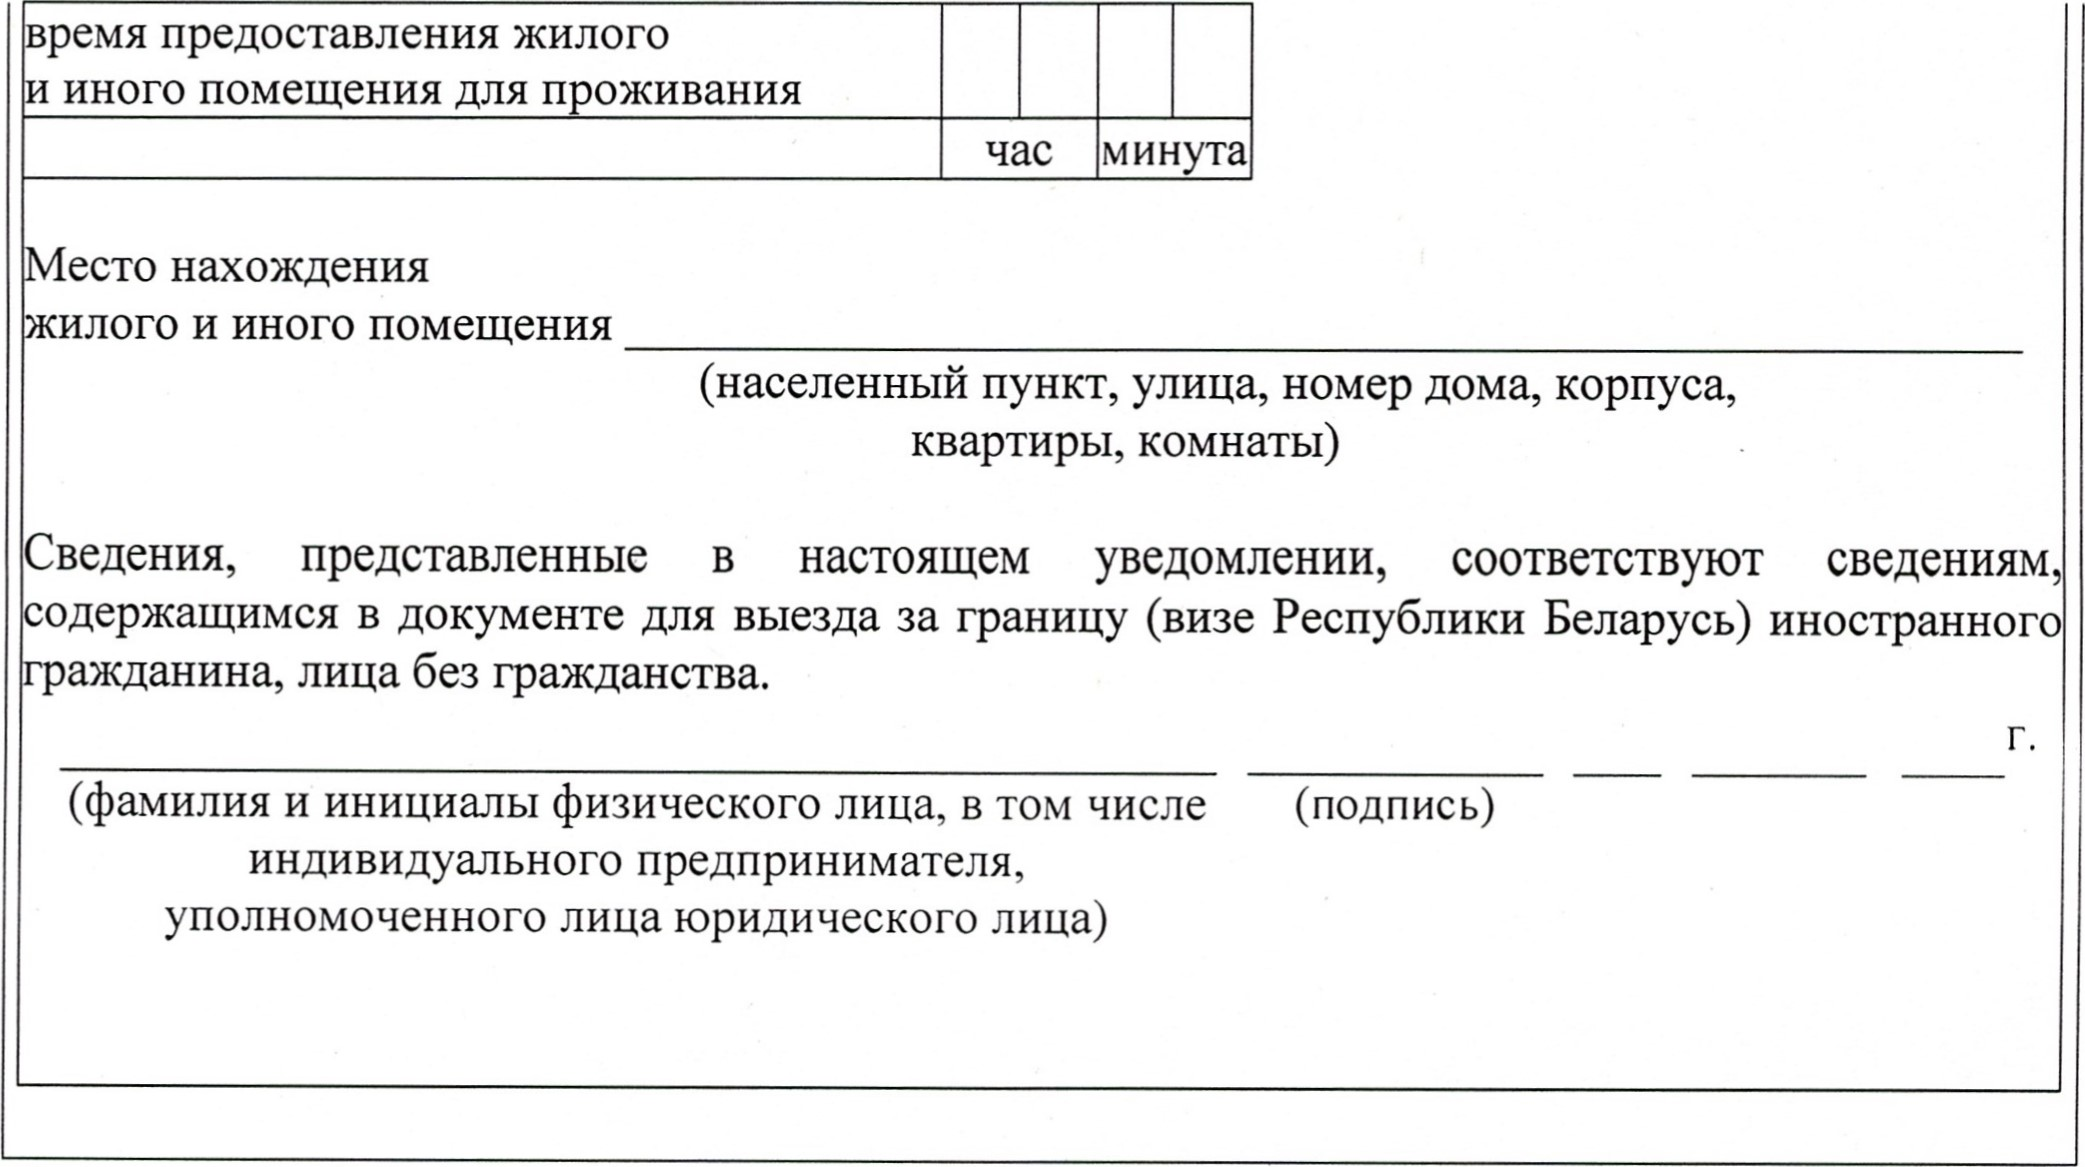 время предоставления жилого
и иного помещения для проживания
час минута
Место нахождения
жилого и иного помещения
(населенный пункт, улица, номер дома, корпуса,
квартиры, комнаты)
Сведения, представленные в настоящем уведомлении, соответствуют сведениям,
содержащимся в документе для выезда за границу (визе Республики Беларусь) иностранного
гражданина, лица без гражданства.
г.
(фамилия и инициалы физического лица, в том числе (подпись)
индивидуального предпринимателя,
уполномоченного лица юридического лица)